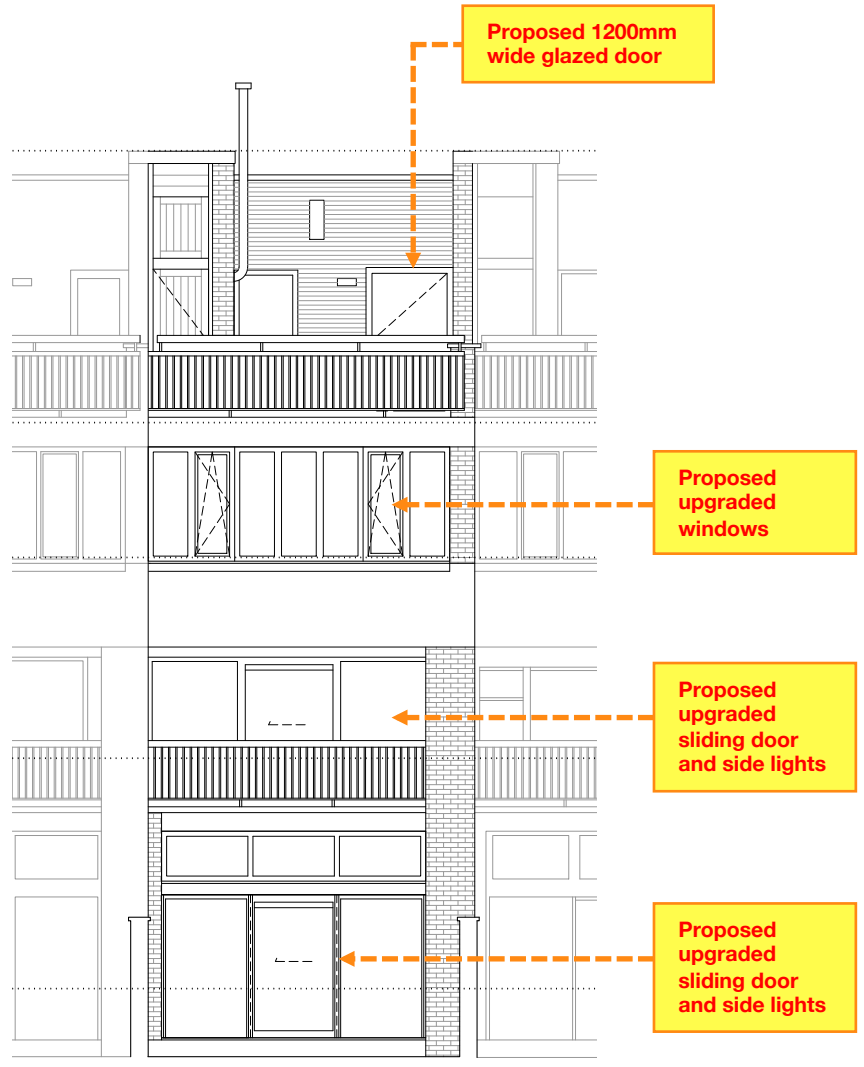 Proposed 1200mm
wide glazed door
Proposed
upgraded
windows
Proposed
upgraded
sliding door
and side lights
Proposed
upgraded
sliding door
and side lights